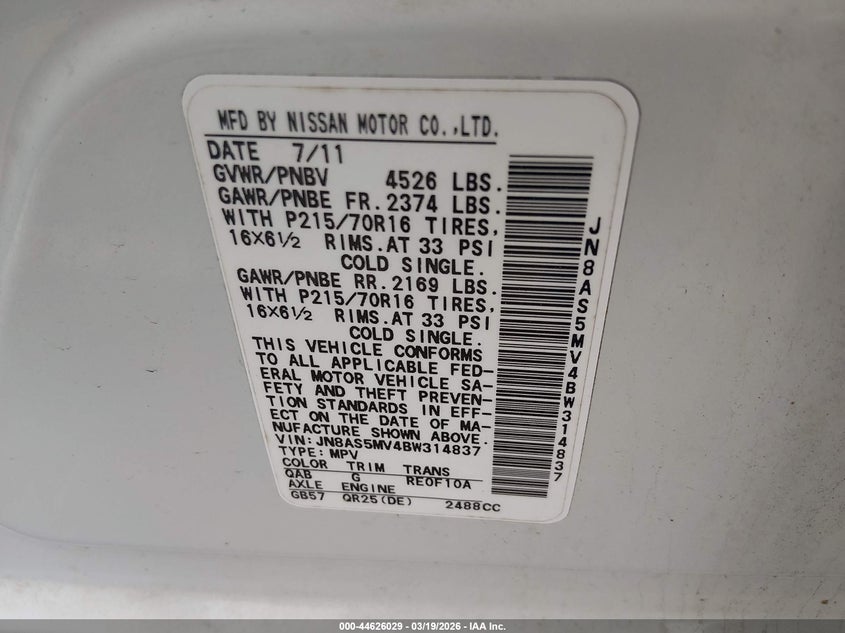 MFD BY NISSAN MOTOR CO.,LTD.
DATE 7/11
GVWR/PNBV 4526 LBS.
GAWR/PNBE FR. 2374 LBS.
WITH P215/70R16 TIRES,
16X6½ RIMS.AT 33 PSI
COLD SINGLE.
GAWR/PNBE RR. 2169 LBS.
WITH P215/70R16 TIRES,
16X6½ RIMS.AT 33 PSI
COLD SINGLE.
THIS VEHICLE CONFORMS
TO ALL APPLICABLE FED-
ERAL MOTOR VEHICLE SA-
FETY AND THEFT PREVEN-
TION STANDARDS IN EFF-
ECT ON THE DATE OF MA-
NUFACTURE SHOWN ABOVE.
VIN: JN8AS5MV4BW314837
TYPE: MPV
COLOR TRIM TRANS
QAB G RE0F10A
AXLE ENGINE
GB57 QR25(DE) 2488CC
JN8AS5MV4BW314837
000-44626029 — 03/19/2026 — IAA Inc.